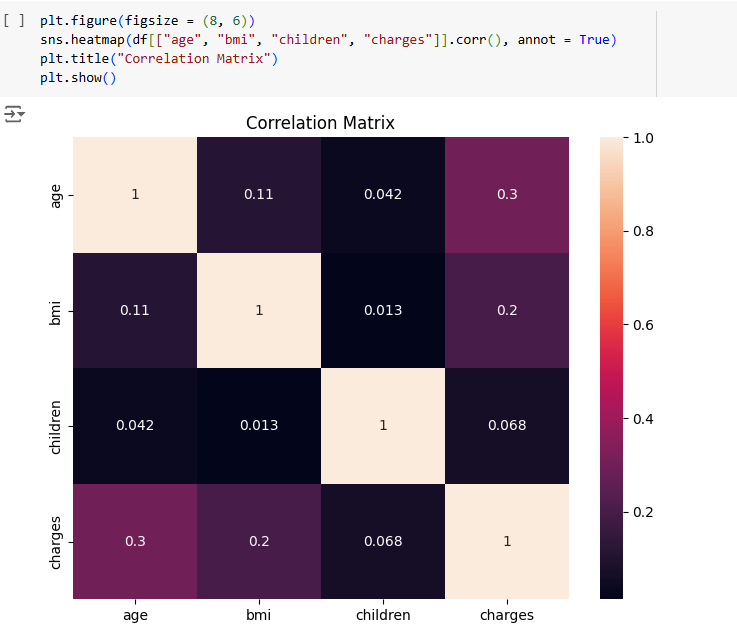 [ ] plt.figure(figsize = (8, 6))
sns.heatmap(df[["age", "bmi", "children", "charges"]].corr(), annot = True)
plt.title("Correlation Matrix")
plt.show()
Correlation Matrix
age 1 0.11 0.042 0.3
bmi 0.11 1 0.013 0.2
children 0.042 0.013 1 0.068
charges 0.3 0.2 0.068 1
age bmi children charges
1.0
0.8
0.6
0.4
0.2